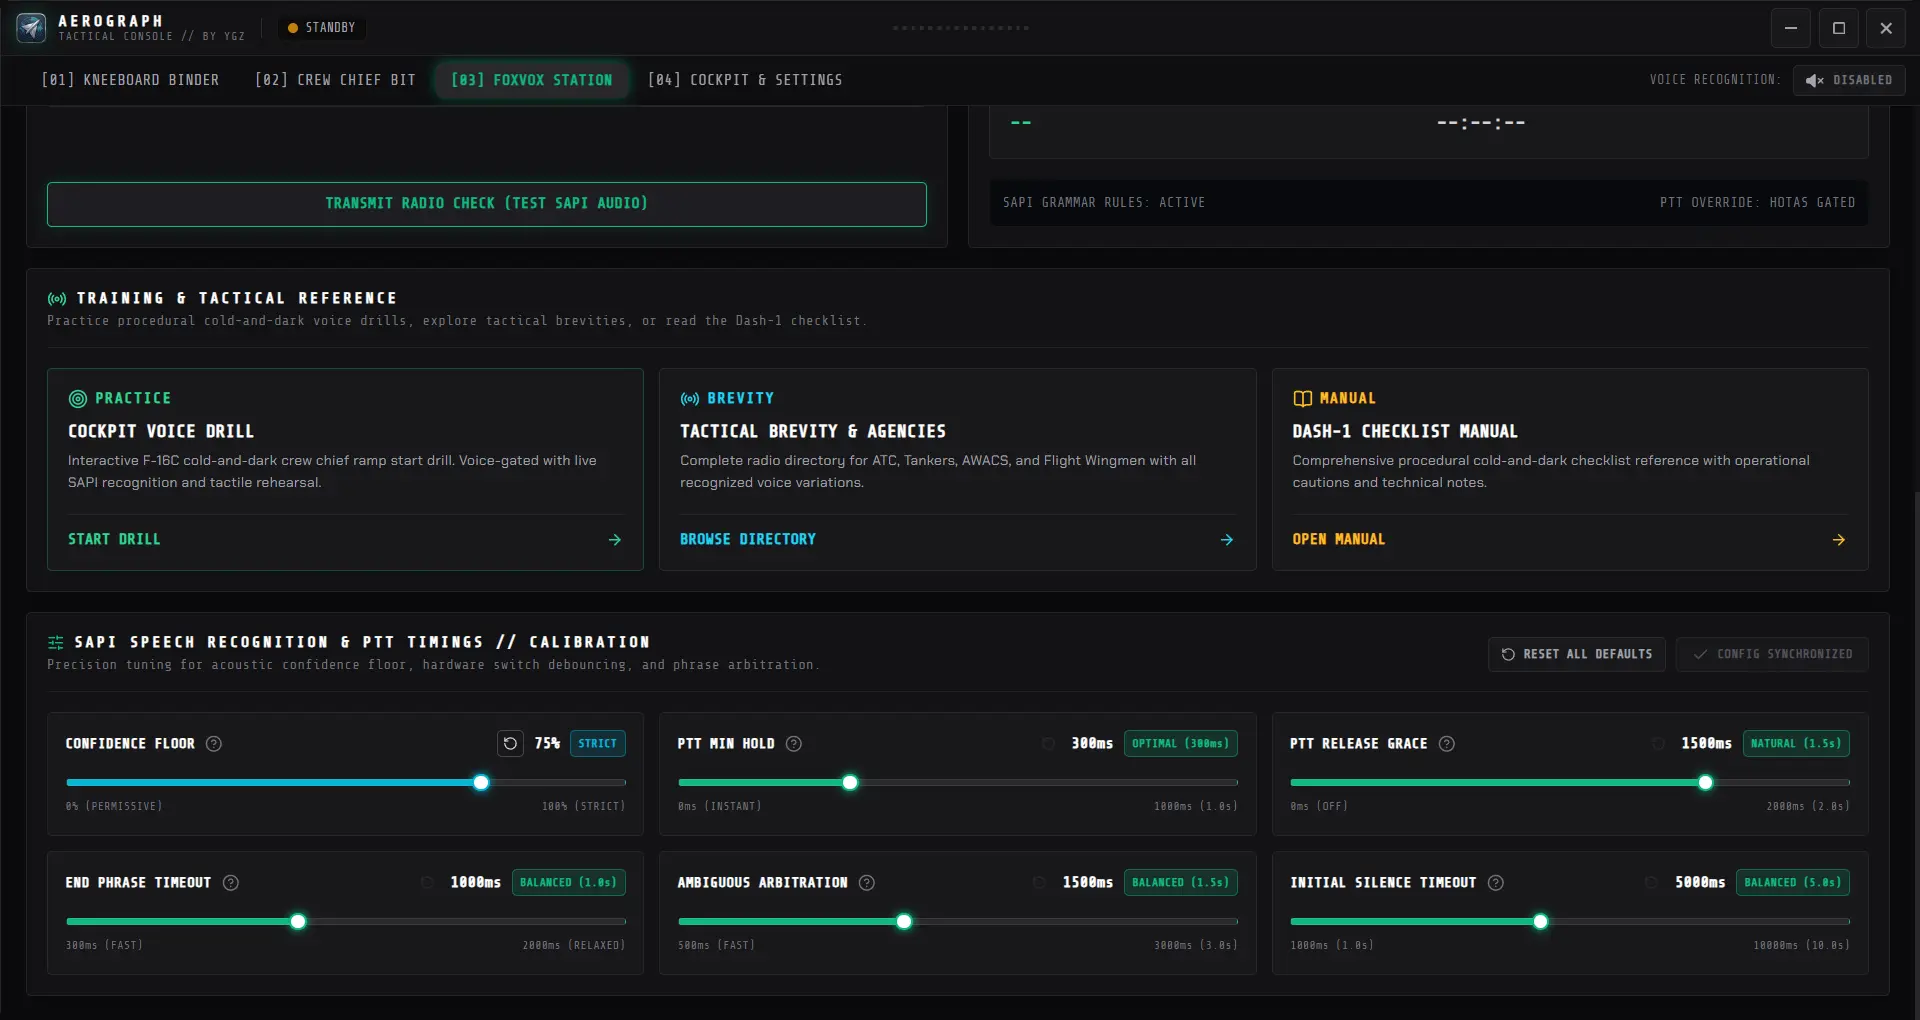 AEROGRAPH
TACTICAL CONSOLE // BY YGZ
STANDBY
[01] KNEEBOARD BINDER
[02] CREW CHIEF BIT
[03] FOXVOX STATION
[04] COCKPIT & SETTINGS
VOICE RECOGNITION:
DISABLED
--
--:--:--
TRANSMIT RADIO CHECK (TEST SAPI AUDIO)
SAPI GRAMMAR RULES: ACTIVE
PTT OVERRIDE: HOTAS GATED
TRAINING & TACTICAL REFERENCE
Practice procedural cold-and-dark voice drills, explore tactical brevities, or read the Dash-1 checklist.
PRACTICE
COCKPIT VOICE DRILL
Interactive F-16C cold-and-dark crew chief ramp start drill. Voice-gated with live
SAPI recognition and tactile rehearsal.
START DRILL
BREVITY
TACTICAL BREVITY & AGENCIES
Complete radio directory for ATC, Tankers, AWACS, and Flight Wingmen with all
recognized voice variations.
BROWSE DIRECTORY
MANUAL
DASH-1 CHECKLIST MANUAL
Comprehensive procedural cold-and-dark checklist reference with operational
cautions and technical notes.
OPEN MANUAL
SAPI SPEECH RECOGNITION & PTT TIMINGS // CALIBRATION
Precision tuning for acoustic confidence floor, hardware switch debouncing, and phrase arbitration.
RESET ALL DEFAULTS
CONFIG SYNCHRONIZED
CONFIDENCE FLOOR
75%
STRICT
0% (PERMISSIVE)
100% (STRICT)
PTT MIN HOLD
300ms
OPTIMAL (300ms)
0ms (INSTANT)
1000ms (1.0s)
PTT RELEASE GRACE
1500ms
NATURAL (1.5s)
0ms (OFF)
2000ms (2.0s)
END PHRASE TIMEOUT
1000ms
BALANCED (1.0s)
300ms (FAST)
2000ms (RELAXED)
AMBIGUOUS ARBITRATION
1500ms
BALANCED (1.5s)
500ms (FAST)
3000ms (3.0s)
INITIAL SILENCE TIMEOUT
5000ms
BALANCED (5.0s)
1000ms (1.0s)
10000ms (10.0s)